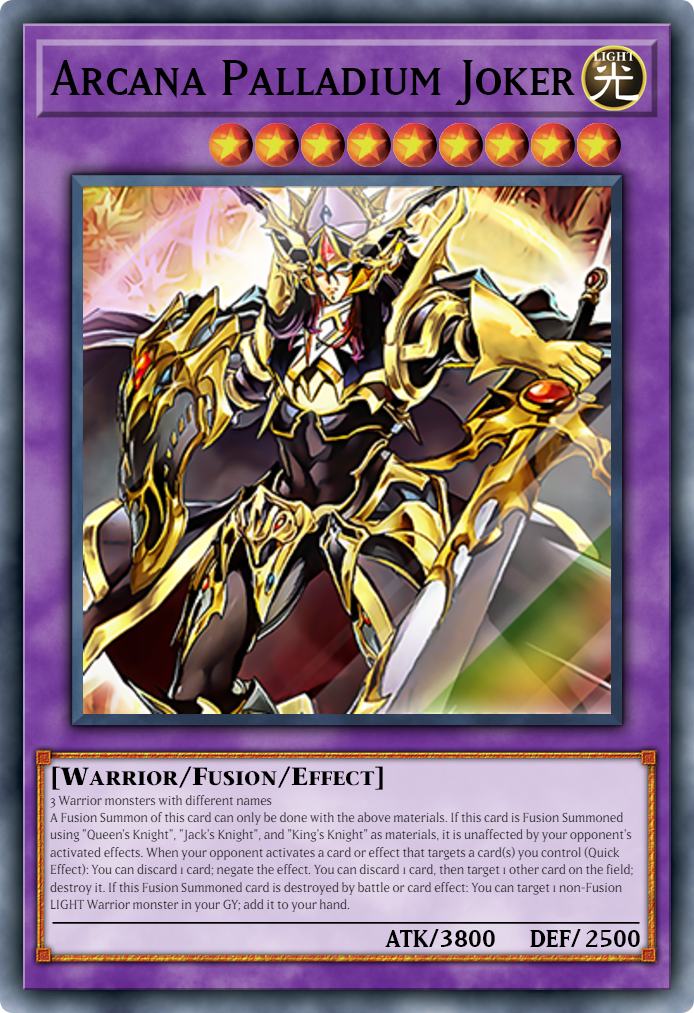 Arcana Palladium Joker
LIGHT
光
[Warrior/Fusion/Effect]
3 Warrior monsters with different names
A Fusion Summon of this card can only be done with the above materials. If this card is Fusion Summoned
using "Queen's Knight", "Jack's Knight", and "King's Knight" as materials, it is unaffected by your opponent's
activated effects. When your opponent activates a card or effect that targets a card(s) you control (Quick
Effect): You can discard 1 card; negate the effect. You can discard 1 card, then target 1 other card on the field;
destroy it. If this Fusion Summoned card is destroyed by battle or card effect: You can target 1 non-Fusion
LIGHT Warrior monster in your GY; add it to your hand.
ATK/3800 DEF/2500